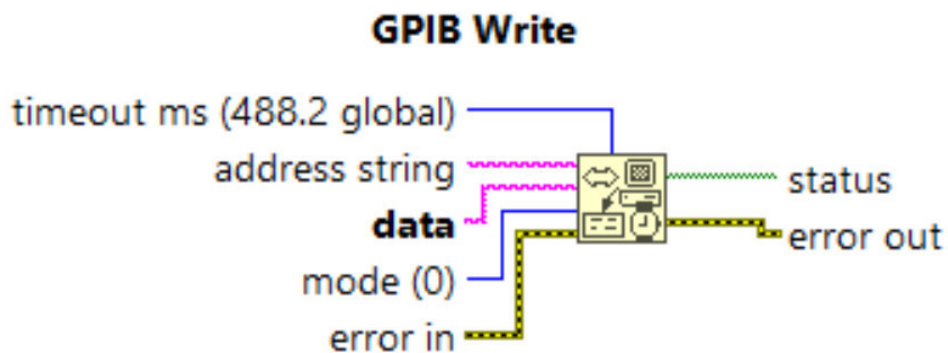 GPIB Write
timeout ms (488.2 global)
address string
data
mode (0)
error in
status
error out